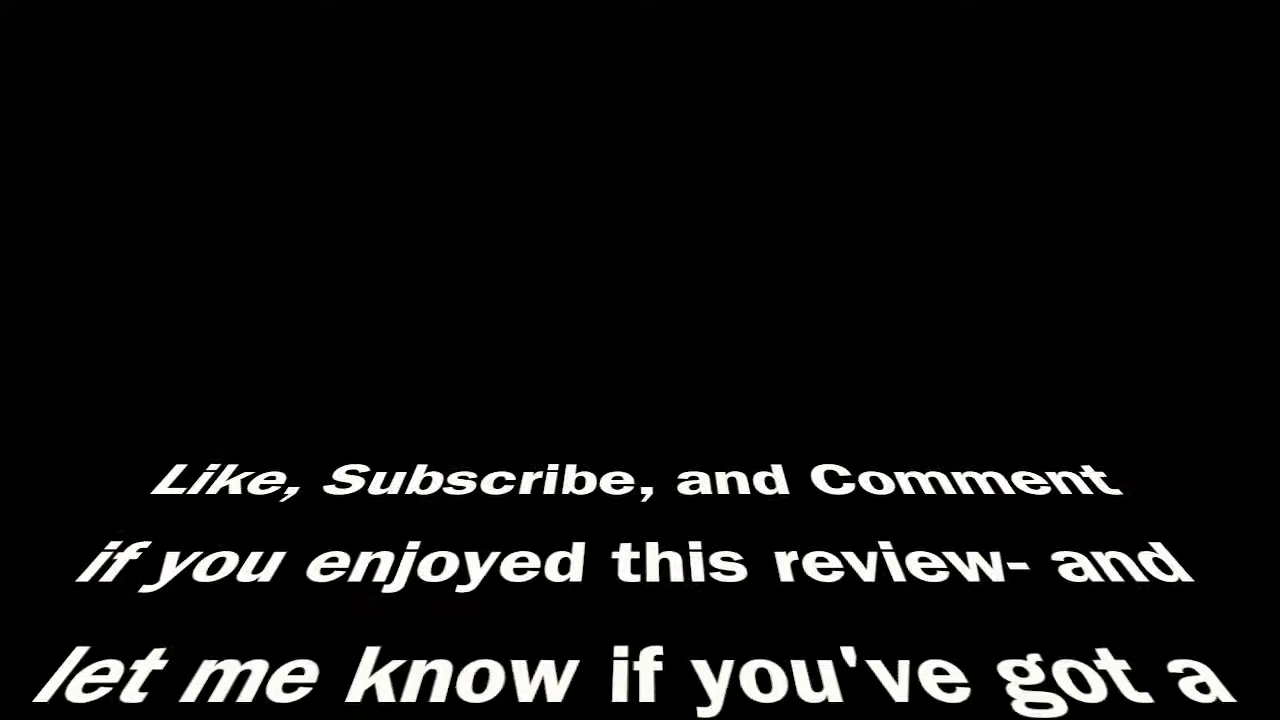 Like, Subscribe, and Comment
if you enjoyed this review- and
let me know if you've got a